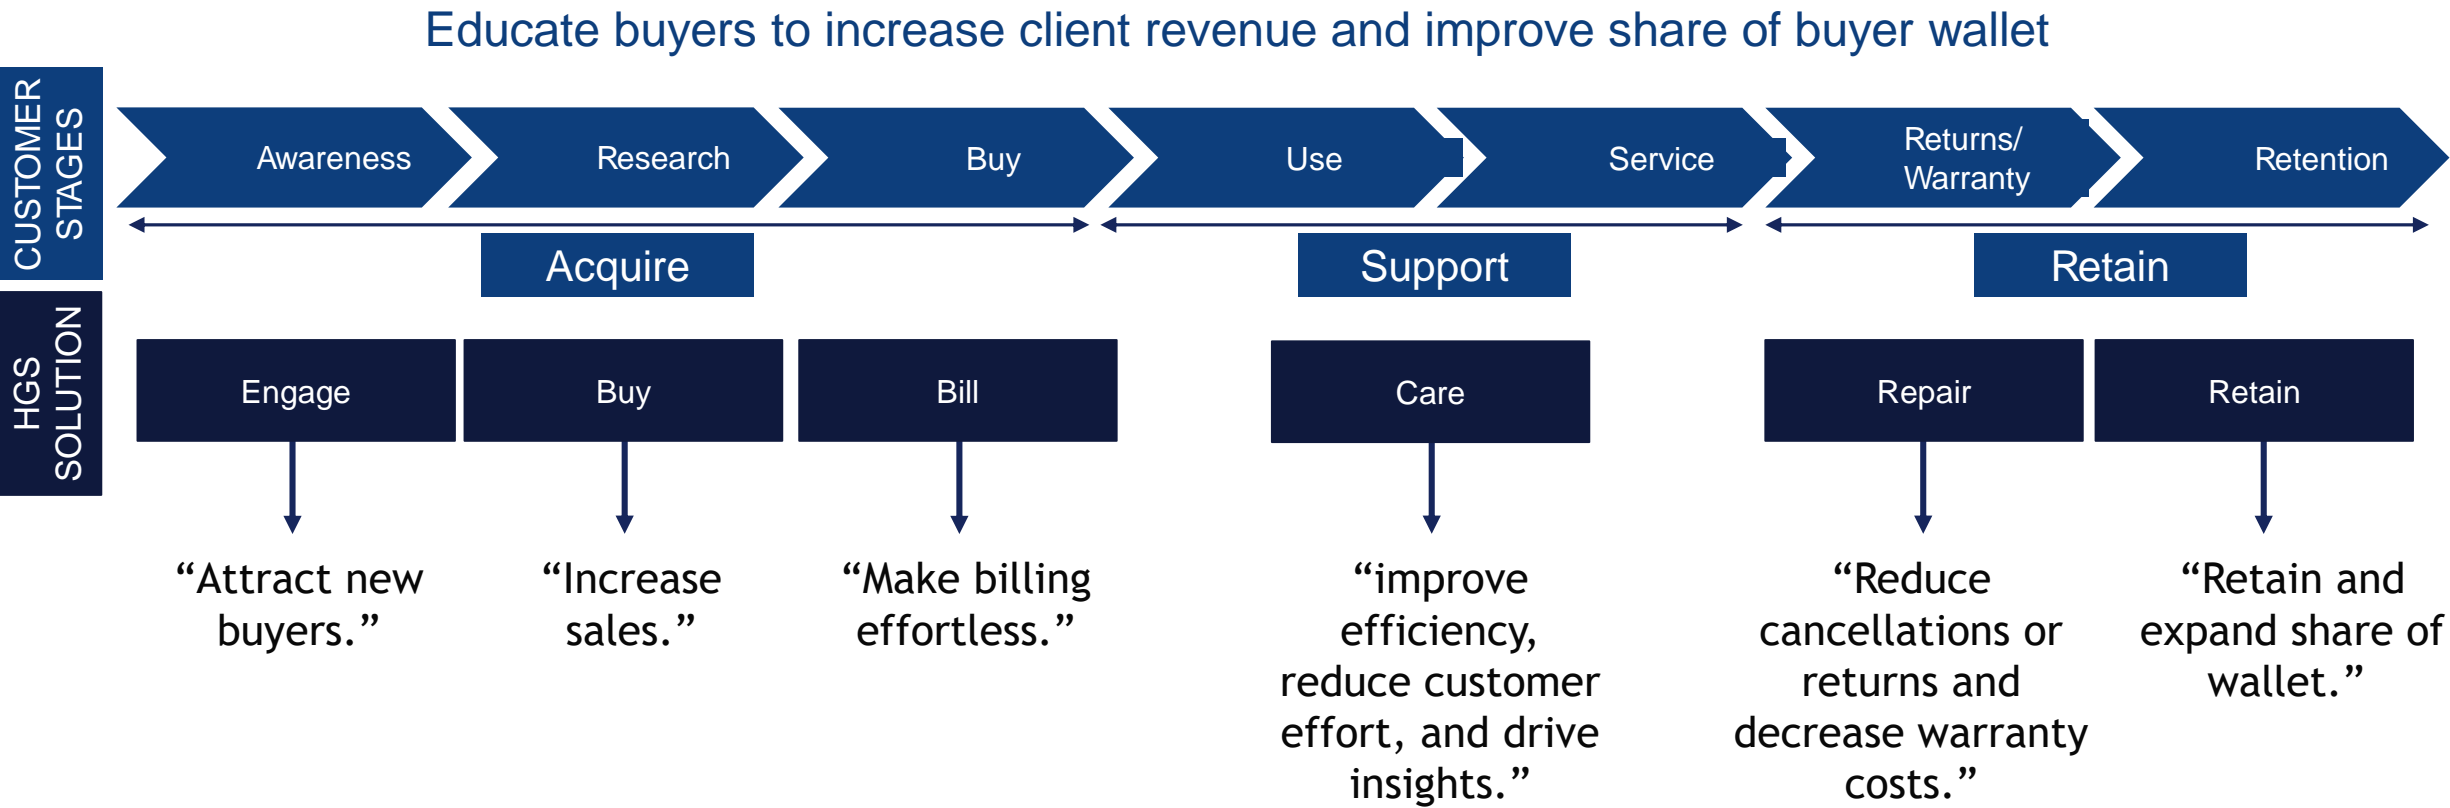 Educate buyers to increase client revenue and improve share of buyer wallet
CUSTOMER
STAGES
Awareness
Research
Buy
Use
Service
Returns/
Warranty
Retention
Acquire
Support
Retain
HGS
SOLUTION
Engage
Buy
Bill
Care
Repair
Retain
“Attract new
buyers.”
“Increase
sales.”
“Make billing
effortless.”
“improve
efficiency,
reduce customer
effort, and drive
insights.”
“Reduce
cancellations or
returns and
decrease warranty
costs.”
“Retain and
expand share of
wallet.”